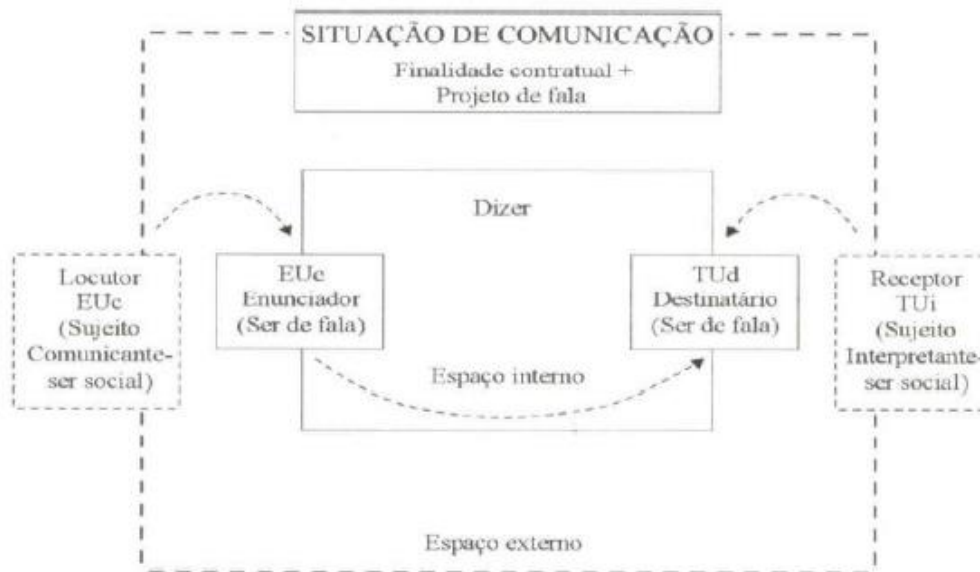 SITUAÇÃO DE COMUNICAÇÃO
Finalidade contratual +
Projeto de fala
Dizer
Locutor
EUc
(Sujeito
Comunicante-
ser social)
EUe
Enunciador
(Ser de fala)
TUd
Destinatário
(Ser de fala)
Receptor
TUi
(Sujeito
Interpretante-
ser social)
Espaço interno
Espaço externo